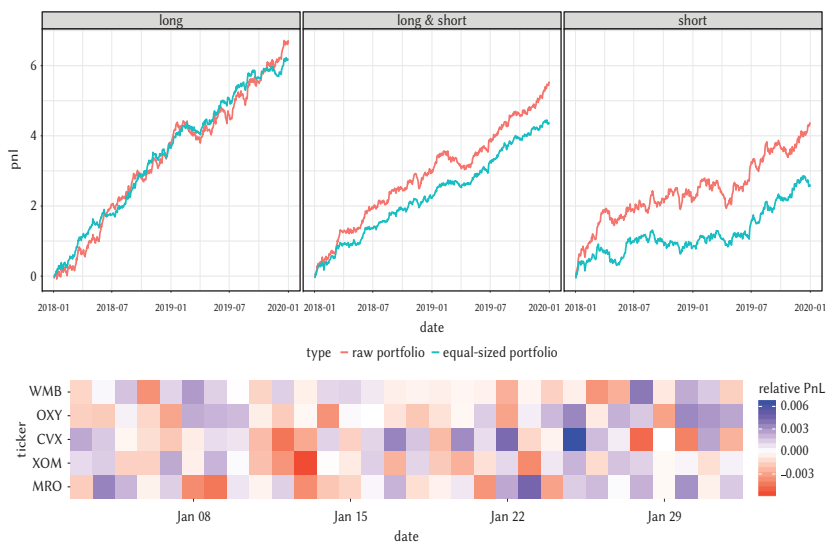 long
long & short
short
pnl
6
4
2
0
2018-01 2018-07 2019-01 2019-07 2020-01
2018-01 2018-07 2019-01 2019-07 2020-01
2018-01 2018-07 2019-01 2019-07 2020-01
date
type raw portfolio equal-sized portfolio
ticker
WMB
OXY
CVX
XOM
MRO
Jan 08 Jan 15 Jan 22 Jan 29
date
relative PnL
0.006
0.000
−0.003